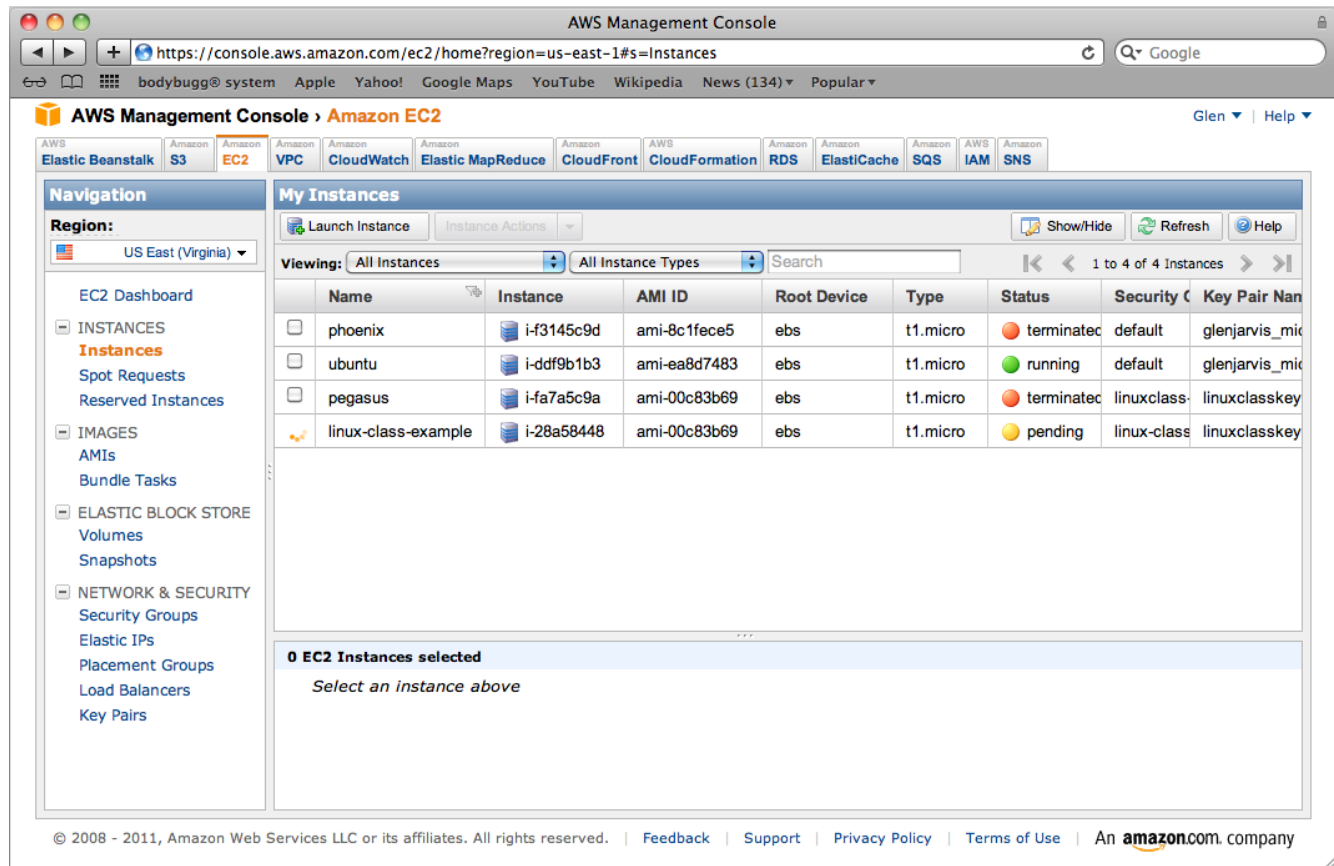 AWS Management Console
https://console.aws.amazon.com/ec2/home?region=us-east-1#s=Instances
Google
bodybugg® system Apple Yahoo! Google Maps YouTube Wikipedia News (134) Popular
AWS Management Console › Amazon EC2
Glen | Help
AWS Elastic Beanstalk
Amazon S3
Amazon EC2
Amazon VPC
Amazon CloudWatch
Amazon Elastic MapReduce
Amazon CloudFront
AWS CloudFormation
Amazon RDS
Amazon ElastiCache
Amazon SQS
AWS IAM
Amazon SNS
Navigation
Region:
US East (Virginia)
EC2 Dashboard
INSTANCES
Instances
Spot Requests
Reserved Instances
IMAGES
AMIs
Bundle Tasks
ELASTIC BLOCK STORE
Volumes
Snapshots
NETWORK & SECURITY
Security Groups
Elastic IPs
Placement Groups
Load Balancers
Key Pairs
My Instances
Launch Instance Instance Actions Show/Hide Refresh Help
Viewing: All Instances All Instance Types Search 1 to 4 of 4 Instances
Name Instance AMI ID Root Device Type Status Security Key Pair Nam
phoenix i-f3145c9d ami-8c1fece5 ebs t1.micro terminated default glenjarvis_mic
ubuntu i-ddf9b1b3 ami-ea8d7483 ebs t1.micro running default glenjarvis_mic
pegasus i-fa7a5c9a ami-00c83b69 ebs t1.micro terminated linuxclass- linuxclasskey
linux-class-example i-28a58448 ami-00c83b69 ebs t1.micro pending linux-class linuxclasskey
0 EC2 Instances selected
Select an instance above
© 2008 - 2011, Amazon Web Services LLC or its affiliates. All rights reserved. | Feedback | Support | Privacy Policy | Terms of Use | An amazon.com. company